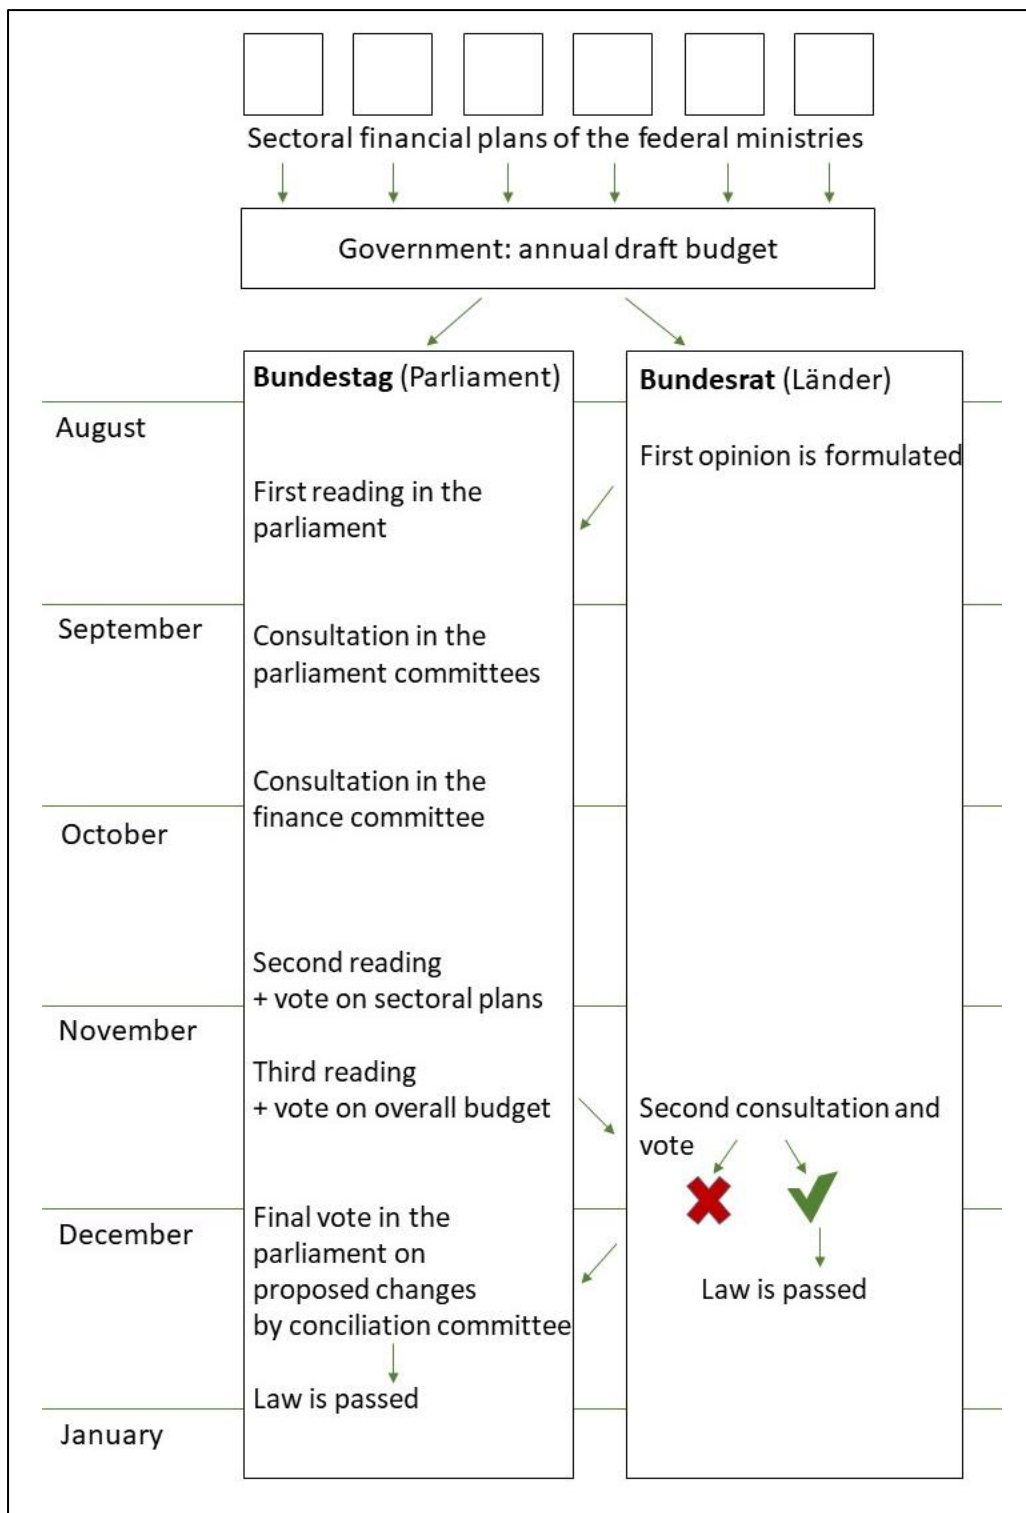 Sectoral financial plans of the federal ministries
Government: annual draft budget
Bundestag (Parliament)
Bundesrat (Länder)
August
First opinion is formulated
First reading in the
parliament
September
Consultation in the
parliament committees
Consultation in the
finance committee
October
Second reading
+ vote on sectoral plans
November
Third reading
+ vote on overall budget
Second consultation and
vote
December
Final vote in the
parliament on
proposed changes
by conciliation committee
Law is passed
Law is passed
January